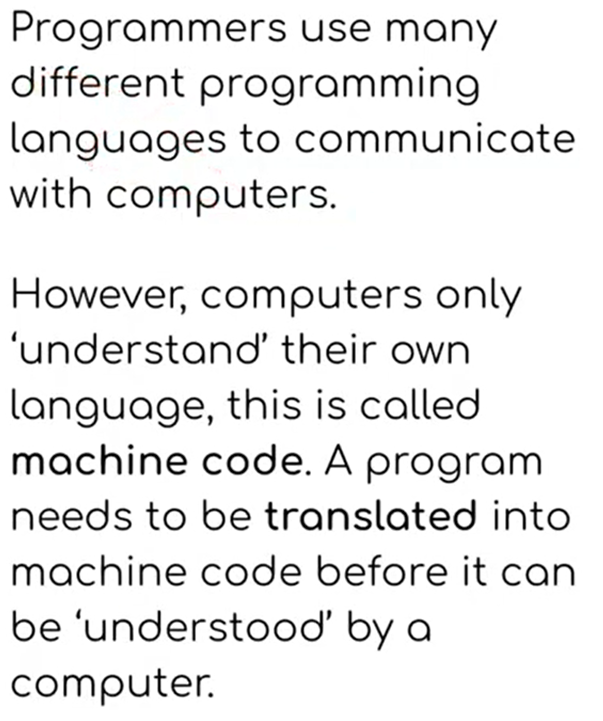 Programmers use many
different programming
languages to communicate
with computers.
However, computers only
‘understand’ their own
language, this is called
machine code. A program
needs to be translated into
machine code before it can
be ‘understood’ by a
computer.